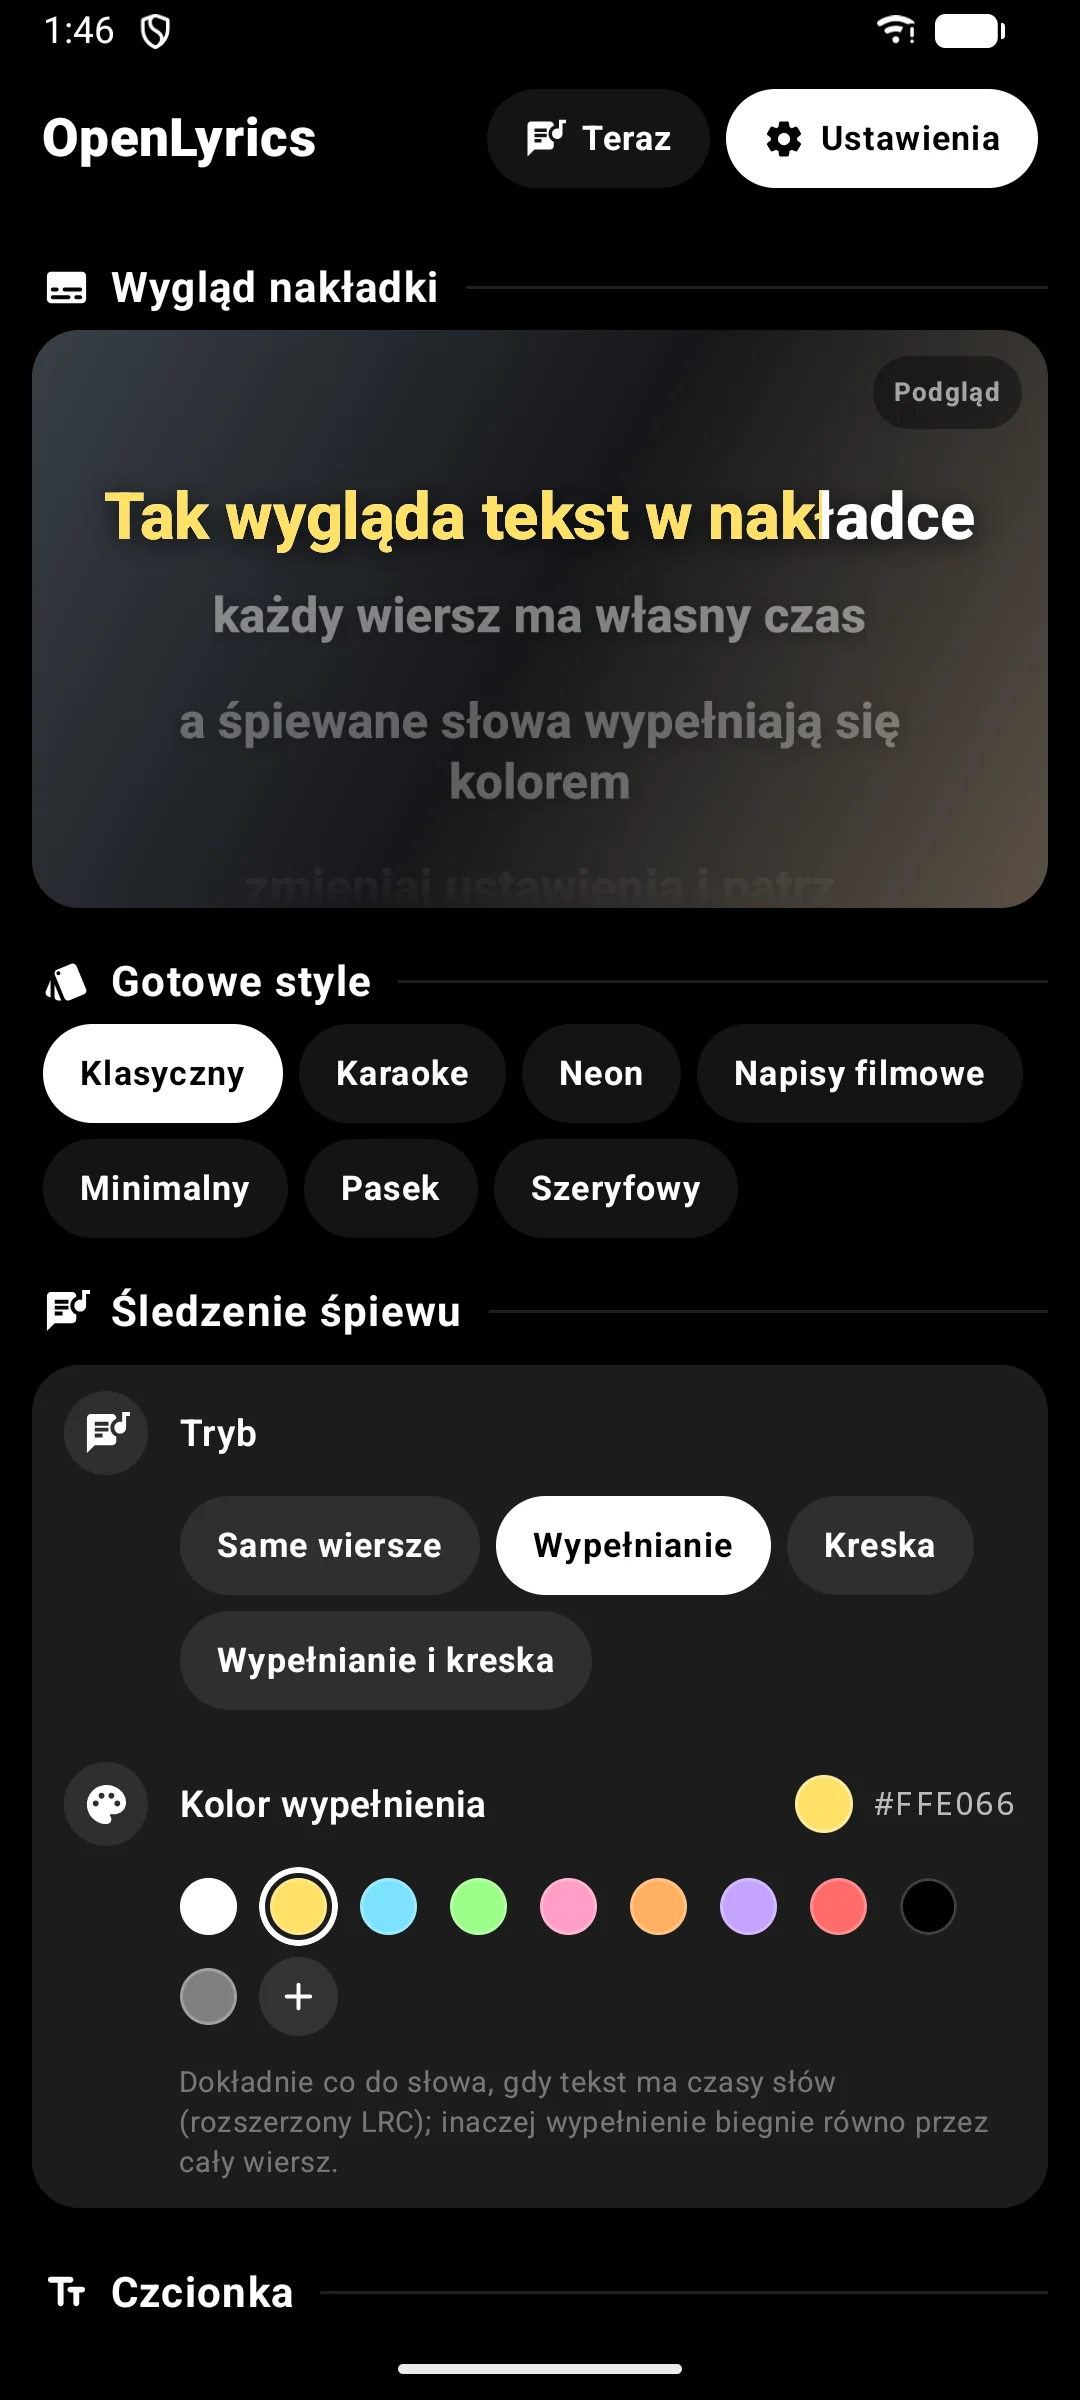 1:46
OpenLyrics
Teraz
Ustawienia
Wygląd nakładki
Podgląd
Tak wygląda tekst w nakładce
każdy wiersz ma własny czas
a śpiewane słowa wypełniają się
kolorem
zmieniaj ustawienia i patrz
Gotowe style
Klasyczny
Karaoke
Neon
Napisy filmowe
Minimalny
Pasek
Szeryfowy
Śledzenie śpiewu
Tryb
Same wiersze
Wypełnianie
Kreska
Wypełnianie i kreska
Kolor wypełnienia
#FFE066
Dokładnie co do słowa, gdy tekst ma czasy słów
(rozszerzony LRC); inaczej wypełnienie biegnie równo przez
cały wiersz.
Czcionka